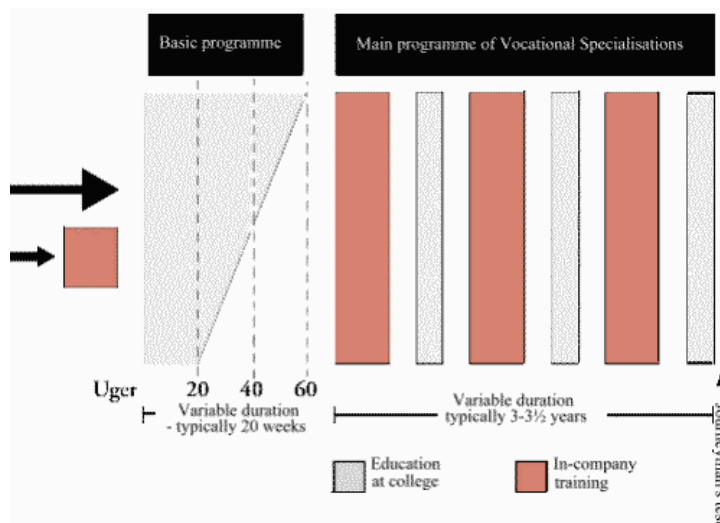 Basic programme
Main programme of Vocational Specialisations
Uger
20
40
60
Variable duration
- typically 20 weeks
Variable duration
typically 3-3½ years
Education
at college
In-company
training